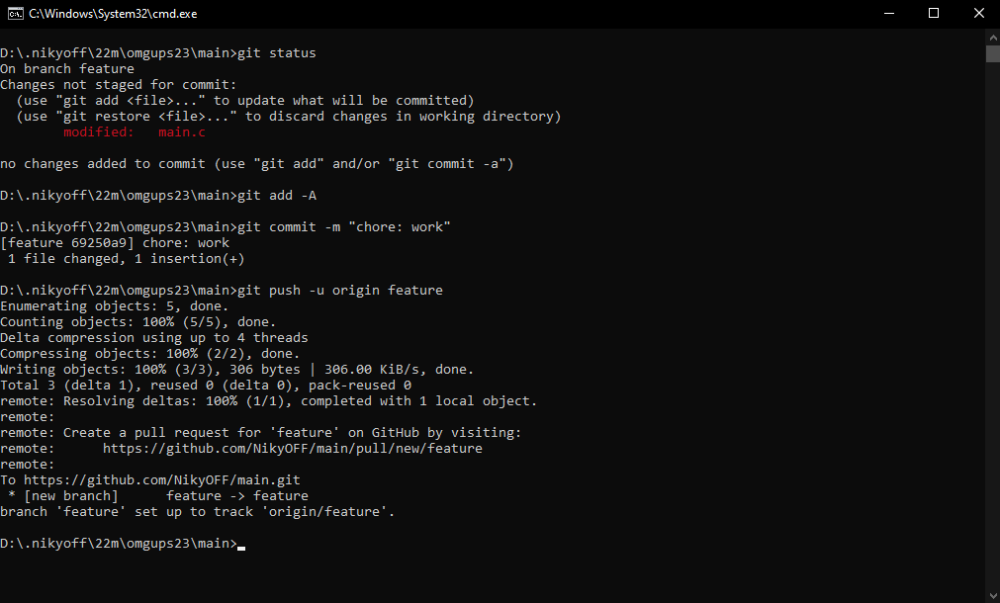 C:\Windows\System32\cmd.exe
D:\.nikyoff\22m\omgups23\main>git status
On branch feature
Changes not staged for commit:
  (use "git add <file>..." to update what will be committed)
  (use "git restore <file>..." to discard changes in working directory)
        modified:   main.c
no changes added to commit (use "git add" and/or "git commit -a")
D:\.nikyoff\22m\omgups23\main>git add -A
D:\.nikyoff\22m\omgups23\main>git commit -m "chore: work"
[feature 69250a9] chore: work
 1 file changed, 1 insertion(+)
D:\.nikyoff\22m\omgups23\main>git push -u origin feature
Enumerating objects: 5, done.
Counting objects: 100% (5/5), done.
Delta compression using up to 4 threads
Compressing objects: 100% (2/2), done.
Writing objects: 100% (3/3), 306 bytes | 306.00 KiB/s, done.
Total 3 (delta 1), reused 0 (delta 0), pack-reused 0
remote: Resolving deltas: 100% (1/1), completed with 1 local object.
remote:
remote: Create a pull request for 'feature' on GitHub by visiting:
remote:      https://github.com/NikyOFF/main/pull/new/feature
remote:
To https://github.com/NikyOFF/main.git
 * [new branch]      feature -> feature
branch 'feature' set up to track 'origin/feature'.
D:\.nikyoff\22m\omgups23\main>